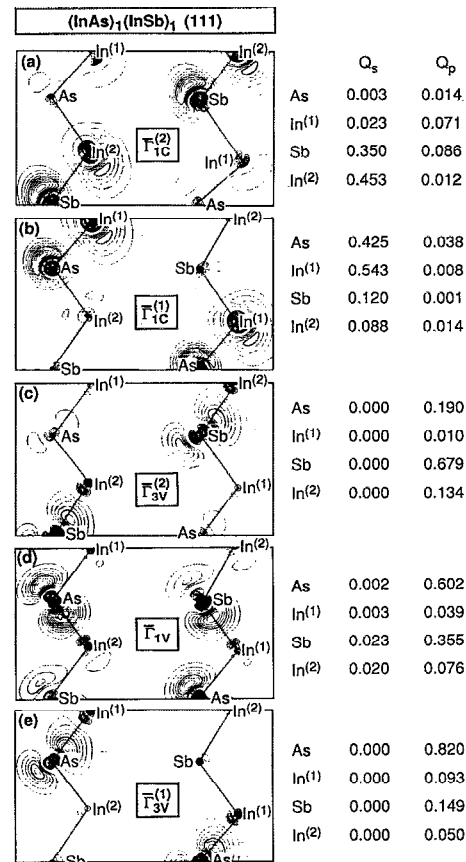 (InAs)1(InSb)1 (111)
Qs Qp
(a) In(1) In(2)
As Sb
In(2) In(1)
Sb As
Γ̅1C(2)
As 0.003 0.014
In(1) 0.023 0.071
Sb 0.350 0.086
In(2) 0.453 0.012
(b) In(1) In(2)
As Sb
In(2) In(1)
Sb As
Γ̅1C(1)
As 0.425 0.038
In(1) 0.543 0.008
Sb 0.120 0.001
In(2) 0.088 0.014
(c) In(1) In(2)
As Sb
In(2) In(1)
Sb As
Γ̅3V(2)
As 0.000 0.190
In(1) 0.000 0.010
Sb 0.000 0.679
In(2) 0.000 0.134
(d) In(1) In(2)
As Sb
In(2) In(1)
Sb As
Γ̅1V
As 0.002 0.602
In(1) 0.003 0.039
Sb 0.023 0.355
In(2) 0.020 0.076
(e) In(1) In(2)
As Sb
In(2) In(1)
Sb As
Γ̅3V(1)
As 0.000 0.820
In(1) 0.000 0.093
Sb 0.000 0.149
In(2) 0.000 0.050